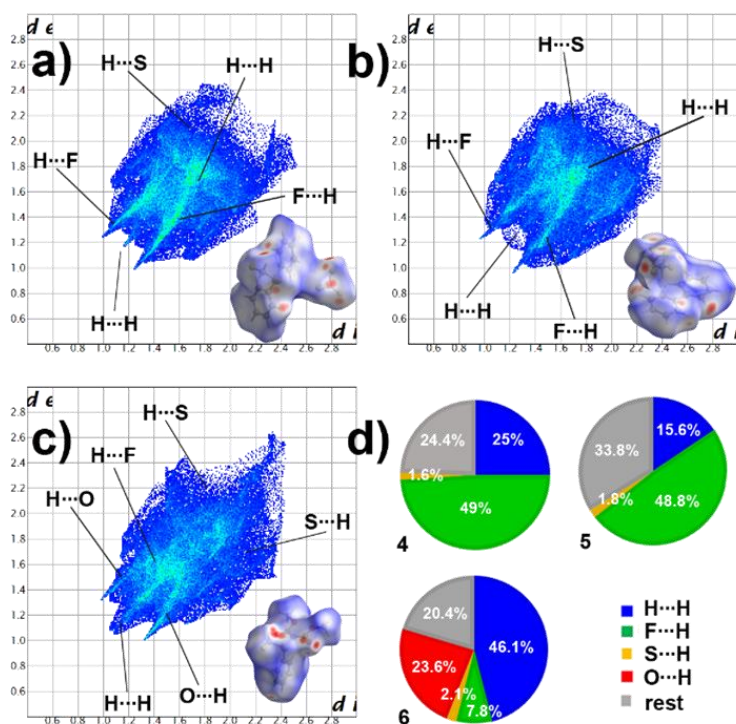 d e
a)
2.8
2.6
2.4
2.2
2.0
1.8
1.6
1.4
1.2
1.0
0.8
0.6
H···S
H···H
H···F
F···H
H···H
0.6 0.8 1.0 1.2 1.4 1.6 1.8 2.0 2.2 2.4 2.6 2.8
d i
d e
b)
2.8
2.6
2.4
2.2
2.0
1.8
1.6
1.4
1.2
1.0
0.8
0.6
H···S
H···H
H···F
H···H
F···H
0.6 0.8 1.0 1.2 1.4 1.6 1.8 2.0 2.2 2.4 2.6 2.8
d i
d e
c)
2.8
2.6
2.4
2.2
2.0
1.8
1.6
1.4
1.2
1.0
0.8
0.6
H···S
H···F
H···O
S···H
H···H
O···H
0.6 0.8 1.0 1.2 1.4 1.6 1.8 2.0 2.2 2.4 2.6 2.8
d i
d)
24.4%
25%
1.6%
49%
4
33.8%
15.6%
1.8%
48.8%
5
20.4%
46.1%
23.6%
2.1%
7.8%
6
H···H
F···H
S···H
O···H
rest